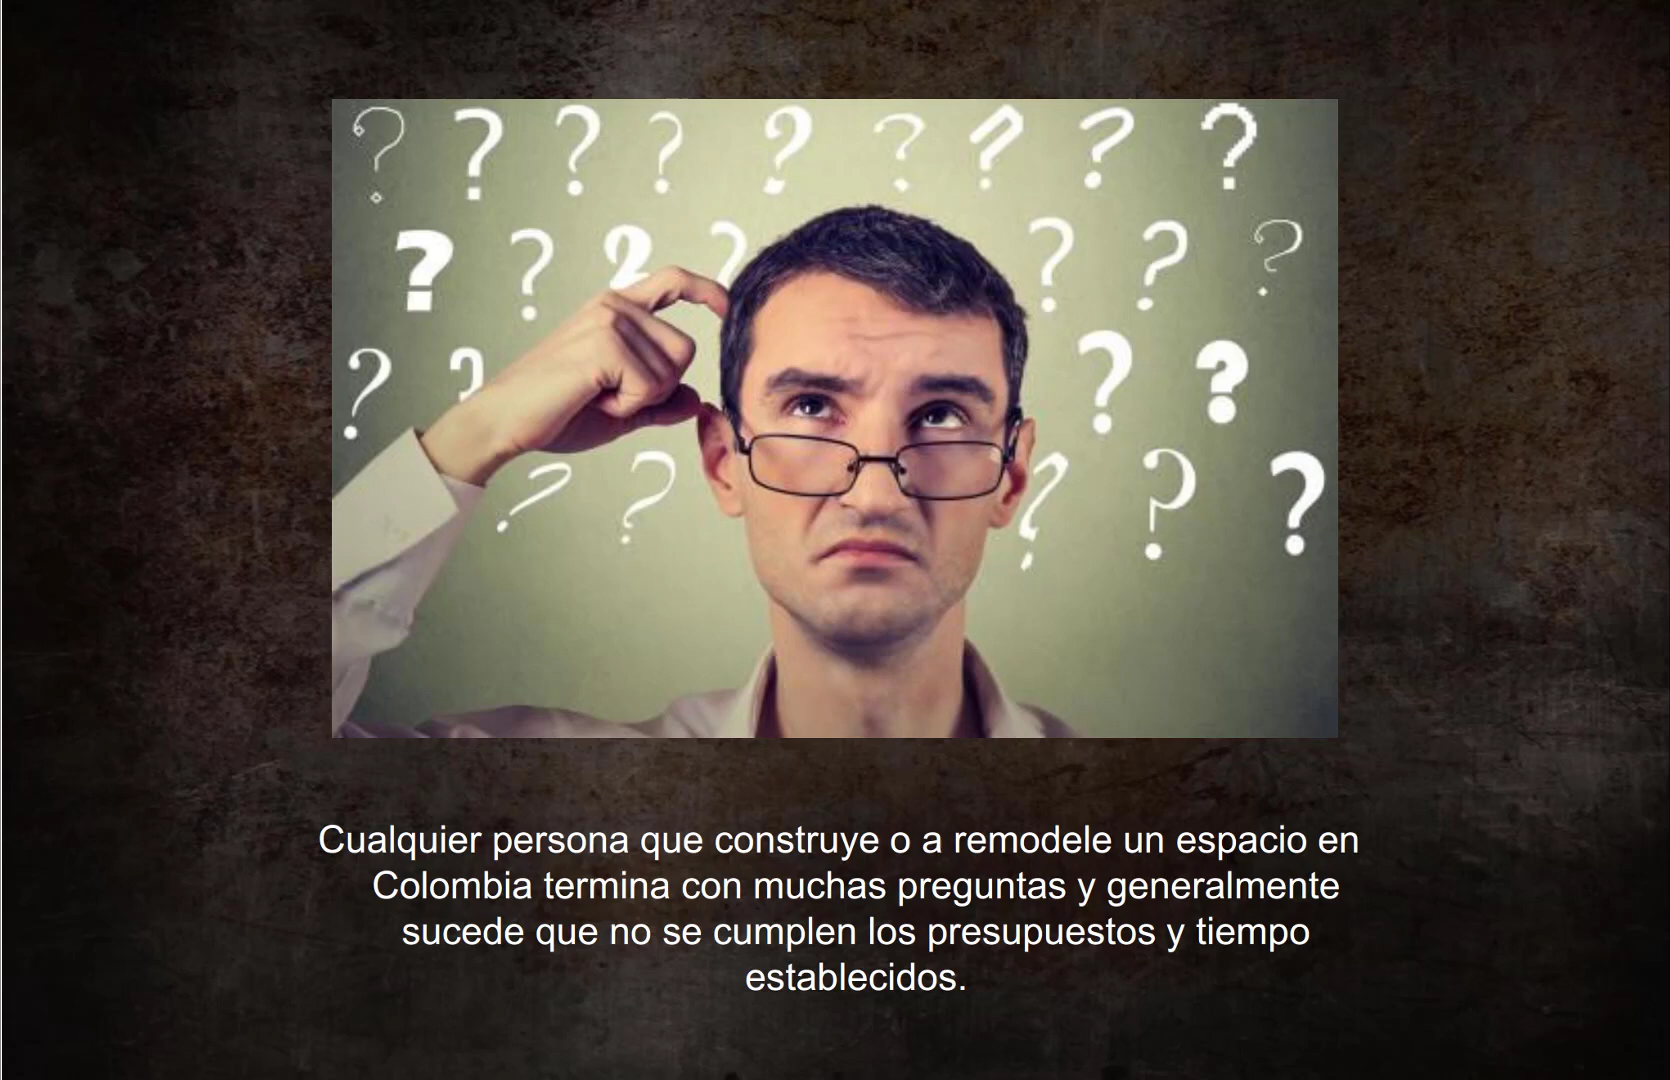 Cualquier persona que construye o a remodele un espacio en
Colombia termina con muchas preguntas y generalmente
sucede que no se cumplen los presupuestos y tiempo
establecidos.